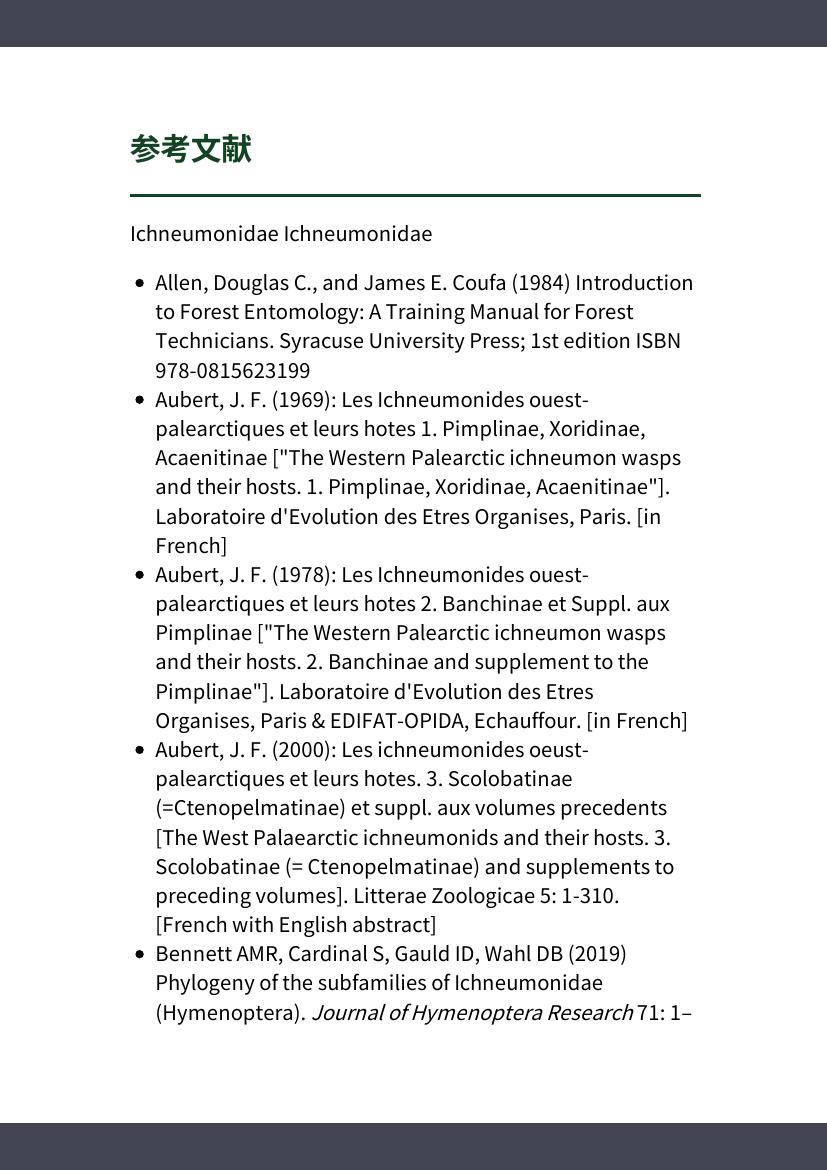 参考文献
Ichneumonidae Ichneumonidae
• Allen, Douglas C., and James E. Coufa (1984) Introduction
to Forest Entomology: A Training Manual for Forest
Technicians. Syracuse University Press; 1st edition ISBN
978-0815623199
• Aubert, J. F. (1969): Les Ichneumonides ouest-
palearctiques et leurs hotes 1. Pimplinae, Xoridinae,
Acaenitinae ["The Western Palearctic ichneumon wasps
and their hosts. 1. Pimplinae, Xoridinae, Acaenitinae"].
Laboratoire d'Evolution des Etres Organises, Paris. [in
French]
• Aubert, J. F. (1978): Les Ichneumonides ouest-
palearctiques et leurs hotes 2. Banchinae et Suppl. aux
Pimplinae ["The Western Palearctic ichneumon wasps
and their hosts. 2. Banchinae and supplement to the
Pimplinae"]. Laboratoire d'Evolution des Etres
Organises, Paris & EDIFAT-OPIDA, Echauffour. [in French]
• Aubert, J. F. (2000): Les ichneumonides oeust-
palearctiques et leurs hotes. 3. Scolobatinae
(=Ctenopelmatinae) et suppl. aux volumes precedents
[The West Palaearctic ichneumonids and their hosts. 3.
Scolobatinae (= Ctenopelmatinae) and supplements to
preceding volumes]. Litterae Zoologicae 5: 1-310.
[French with English abstract]
• Bennett AMR, Cardinal S, Gauld ID, Wahl DB (2019)
Phylogeny of the subfamilies of Ichneumonidae
(Hymenoptera). Journal of Hymenoptera Research 71: 1–